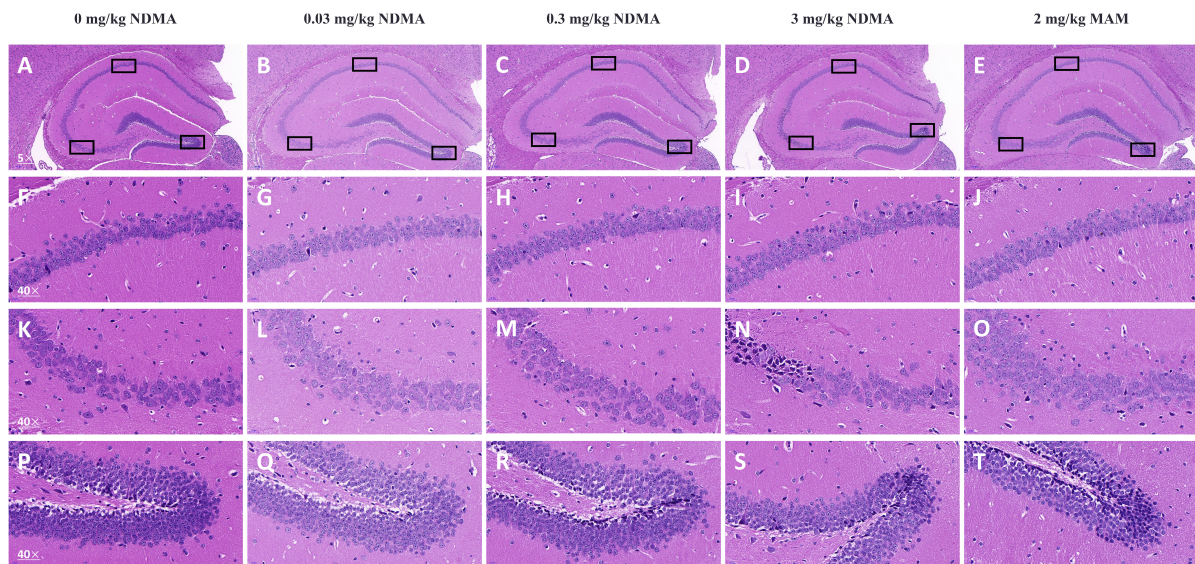 0 mg/kg NDMA 0.03 mg/kg NDMA 0.3 mg/kg NDMA 3 mg/kg NDMA 2 mg/kg MAM
A B C D E
5×
F G H I J
40×
K L M N O
40×
P Q R S T
40×